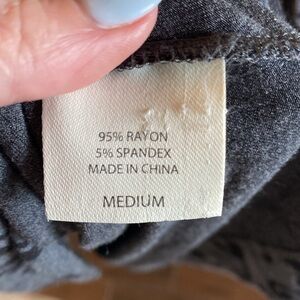 95% RAYON
5% SPANDEX
MADE IN CHINA
MEDIUM